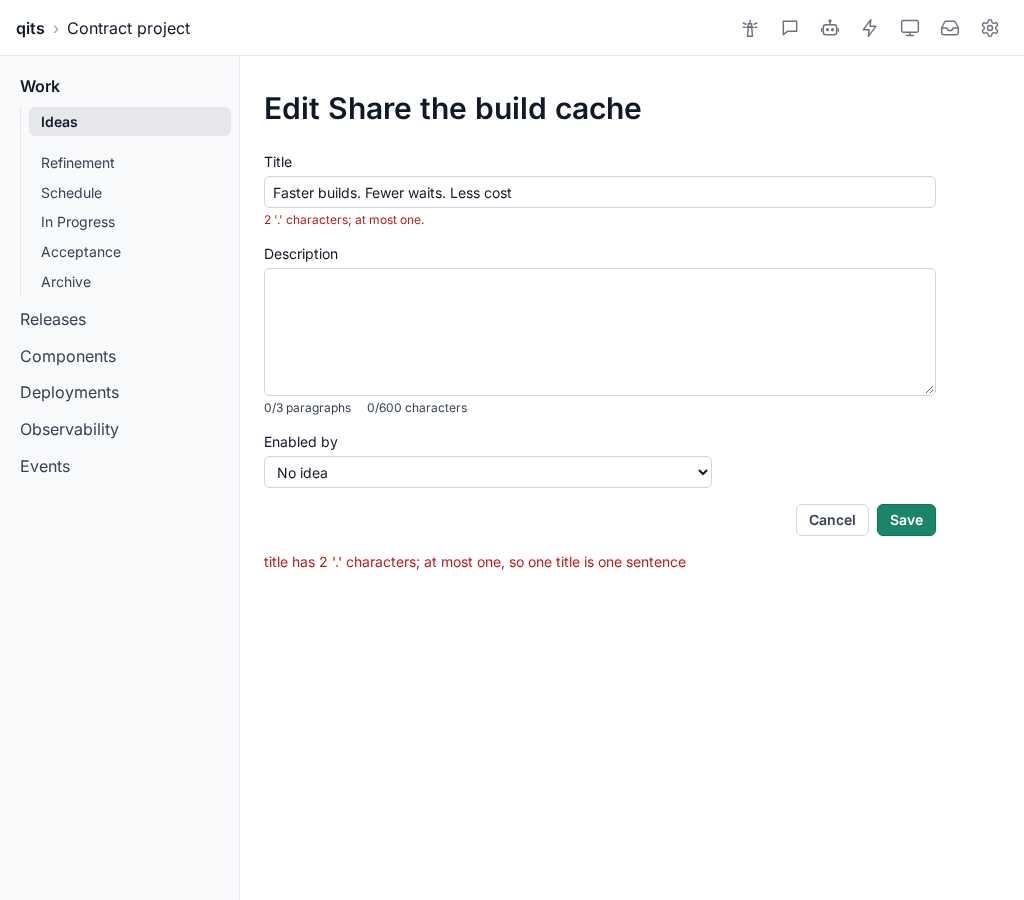 qits › Contract project
Work
Ideas
Refinement
Schedule
In Progress
Acceptance
Archive
Releases
Components
Deployments
Observability
Events
Edit Share the build cache
Title
Faster builds. Fewer waits. Less cost
2 '.' characters; at most one.
Description
0/3 paragraphs 0/600 characters
Enabled by
No idea
Cancel Save
title has 2 '.' characters; at most one, so one title is one sentence